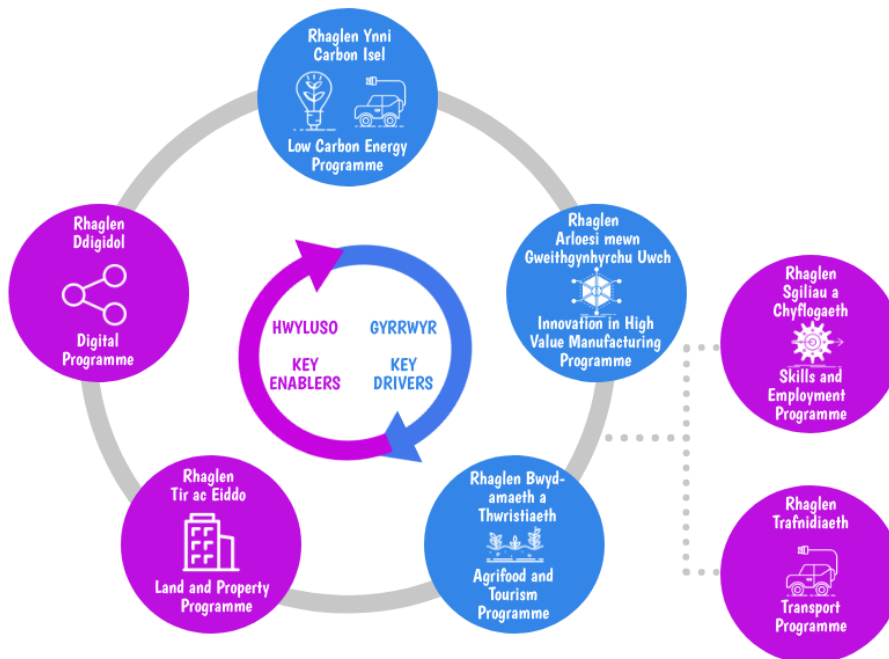 Rhaglen Ynni
Carbon Isel
Low Carbon Energy
Programme
Rhaglen
Ddigidol
Digital
Programme
Rhaglen
Arloesi mewn
Gweithgynhyrchu Uwch
Innovation in High
Value Manufacturing
Programme
HWYLUSO
KEY
ENABLERS
GYRRWYR
KEY
DRIVERS
Rhaglen
Sgiliau a
Chyflogaeth
Skills and
Employment
Programme
Rhaglen
Tir ac Eiddo
Land and Property
Programme
Rhaglen Bwyd-
amaeth a
Thwristiaeth
Agrifood and
Tourism
Programme
Rhaglen
Trafnidiaeth
Transport
Programme